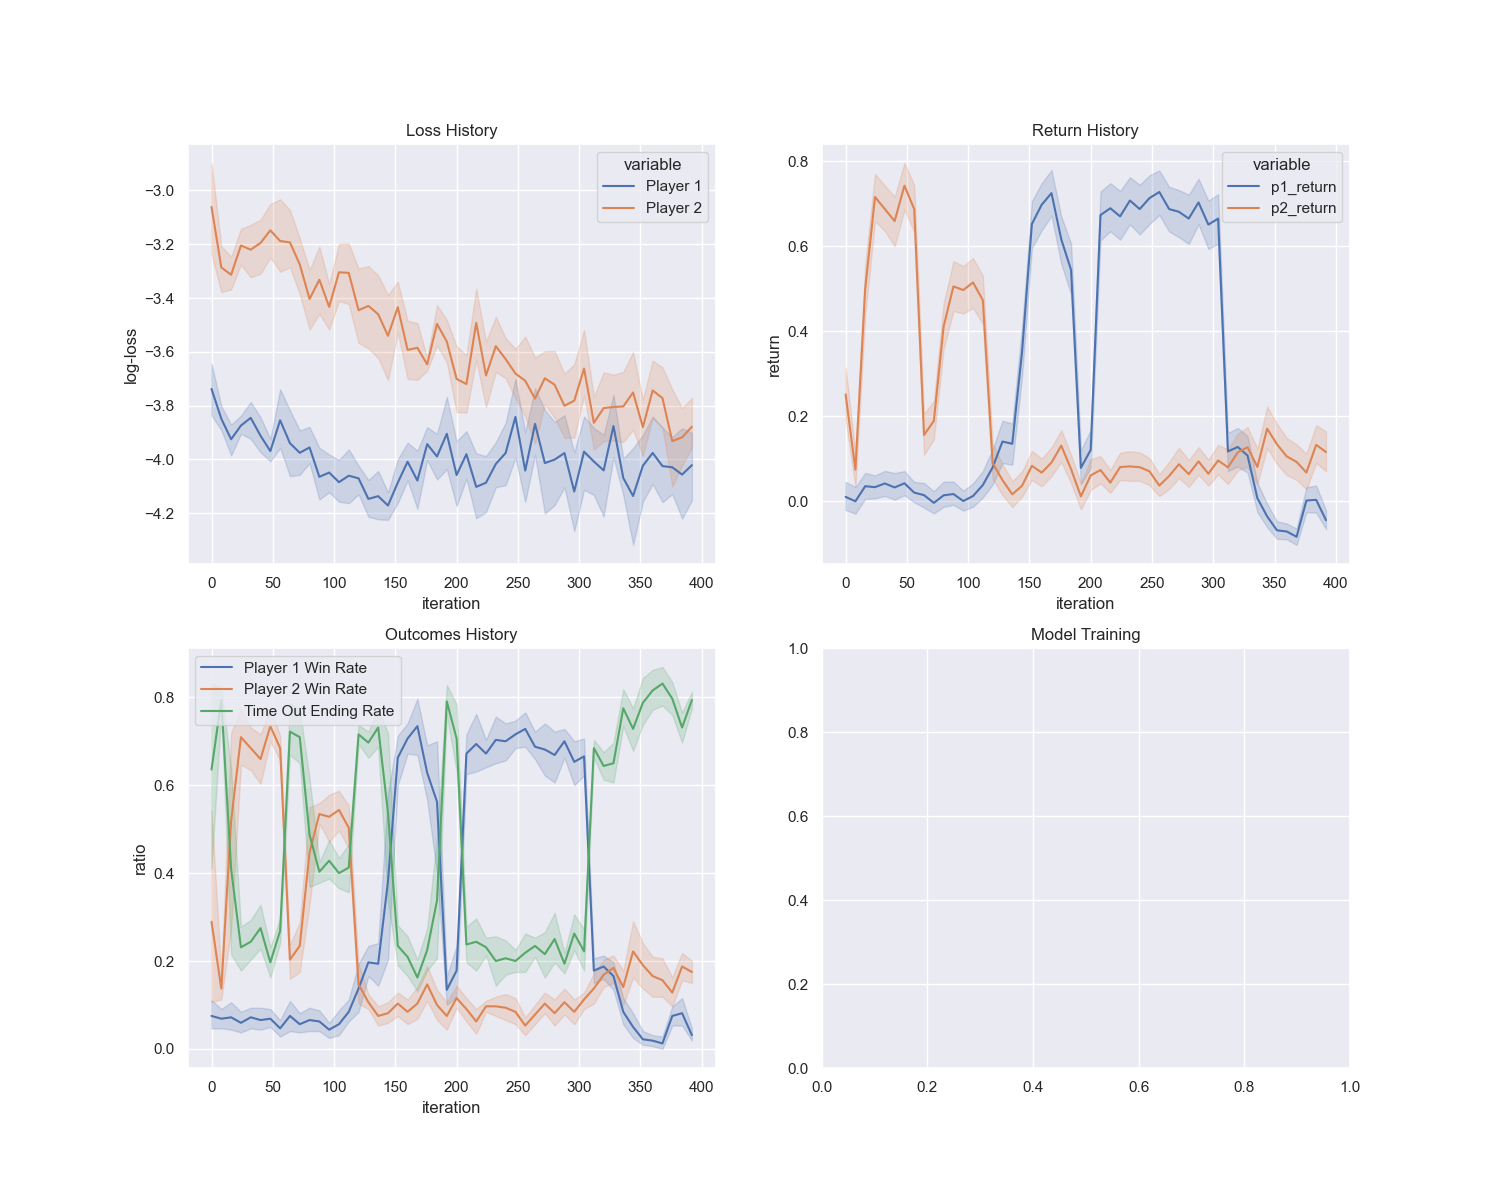 Loss History
variable
Player 1
Player 2
−3.0
−3.2
−3.4
−3.6
−3.8
−4.0
−4.2
log-loss
0 50 100 150 200 250 300 350 400
iteration
Return History
variable
p1_return
p2_return
0.8
0.6
0.4
0.2
0.0
return
0 50 100 150 200 250 300 350 400
iteration
Outcomes History
Player 1 Win Rate
Player 2 Win Rate
Time Out Ending Rate
0.8
0.6
0.4
0.2
0.0
ratio
0 50 100 150 200 250 300 350 400
iteration
Model Training
1.0
0.8
0.6
0.4
0.2
0.0
0.0 0.2 0.4 0.6 0.8 1.0